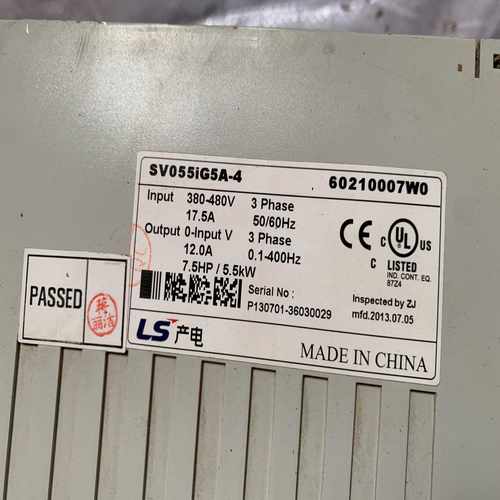 SV055iG5A-4 60210007W0
Input 380-480V 3 Phase
17.5A 50/60Hz
Output 0-Input V 3 Phase
12.0A 0.1-400Hz
7.5HP / 5.5kW
CE c UL US
C LISTED
IND. CONT. EQ.
87Z4
Serial No :
P130701-36030029
Inspected by ZJ
mfd.2013.07.05
LS产电
MADE IN CHINA
PASSED